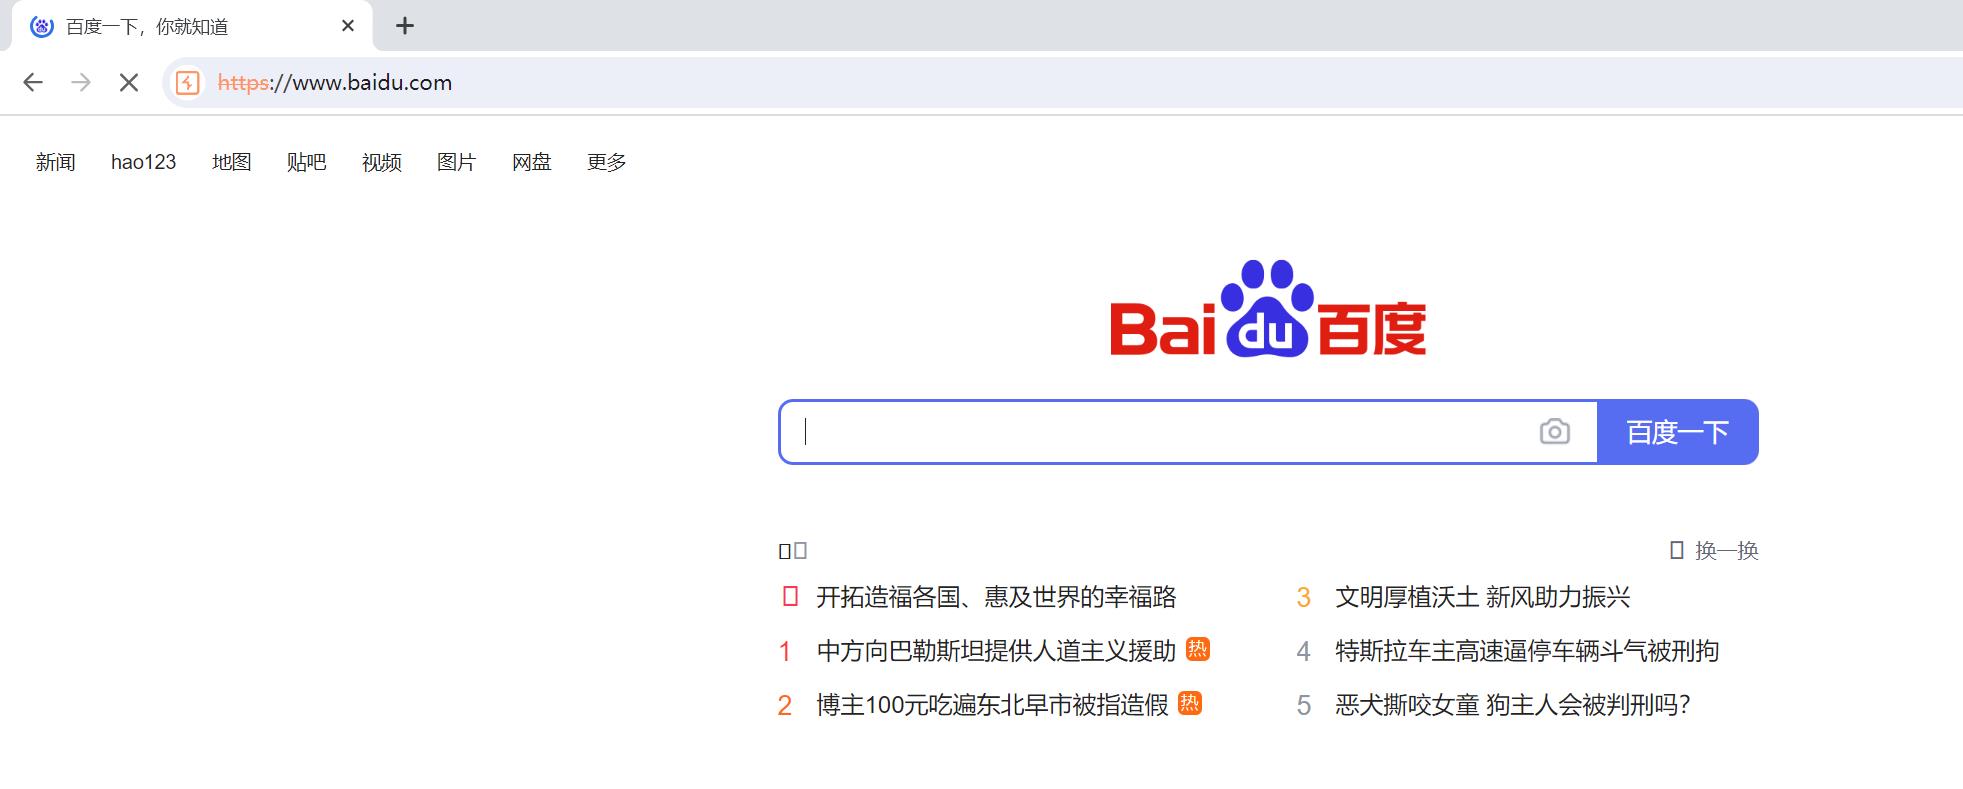 百度一下，你就知道
https://www.baidu.com
新闻 hao123 地图 贴吧 视频 图片 网盘 更多
Bai du 百度
百度一下
换一换
开拓造福各国、惠及世界的幸福路
1 中方向巴勒斯坦提供人道主义援助 热
2 博主100元吃遍东北早市被指造假 热
3 文明厚植沃土 新风助力振兴
4 特斯拉车主高速逼停车辆斗气被刑拘
5 恶犬撕咬女童 狗主人会被判刑吗？